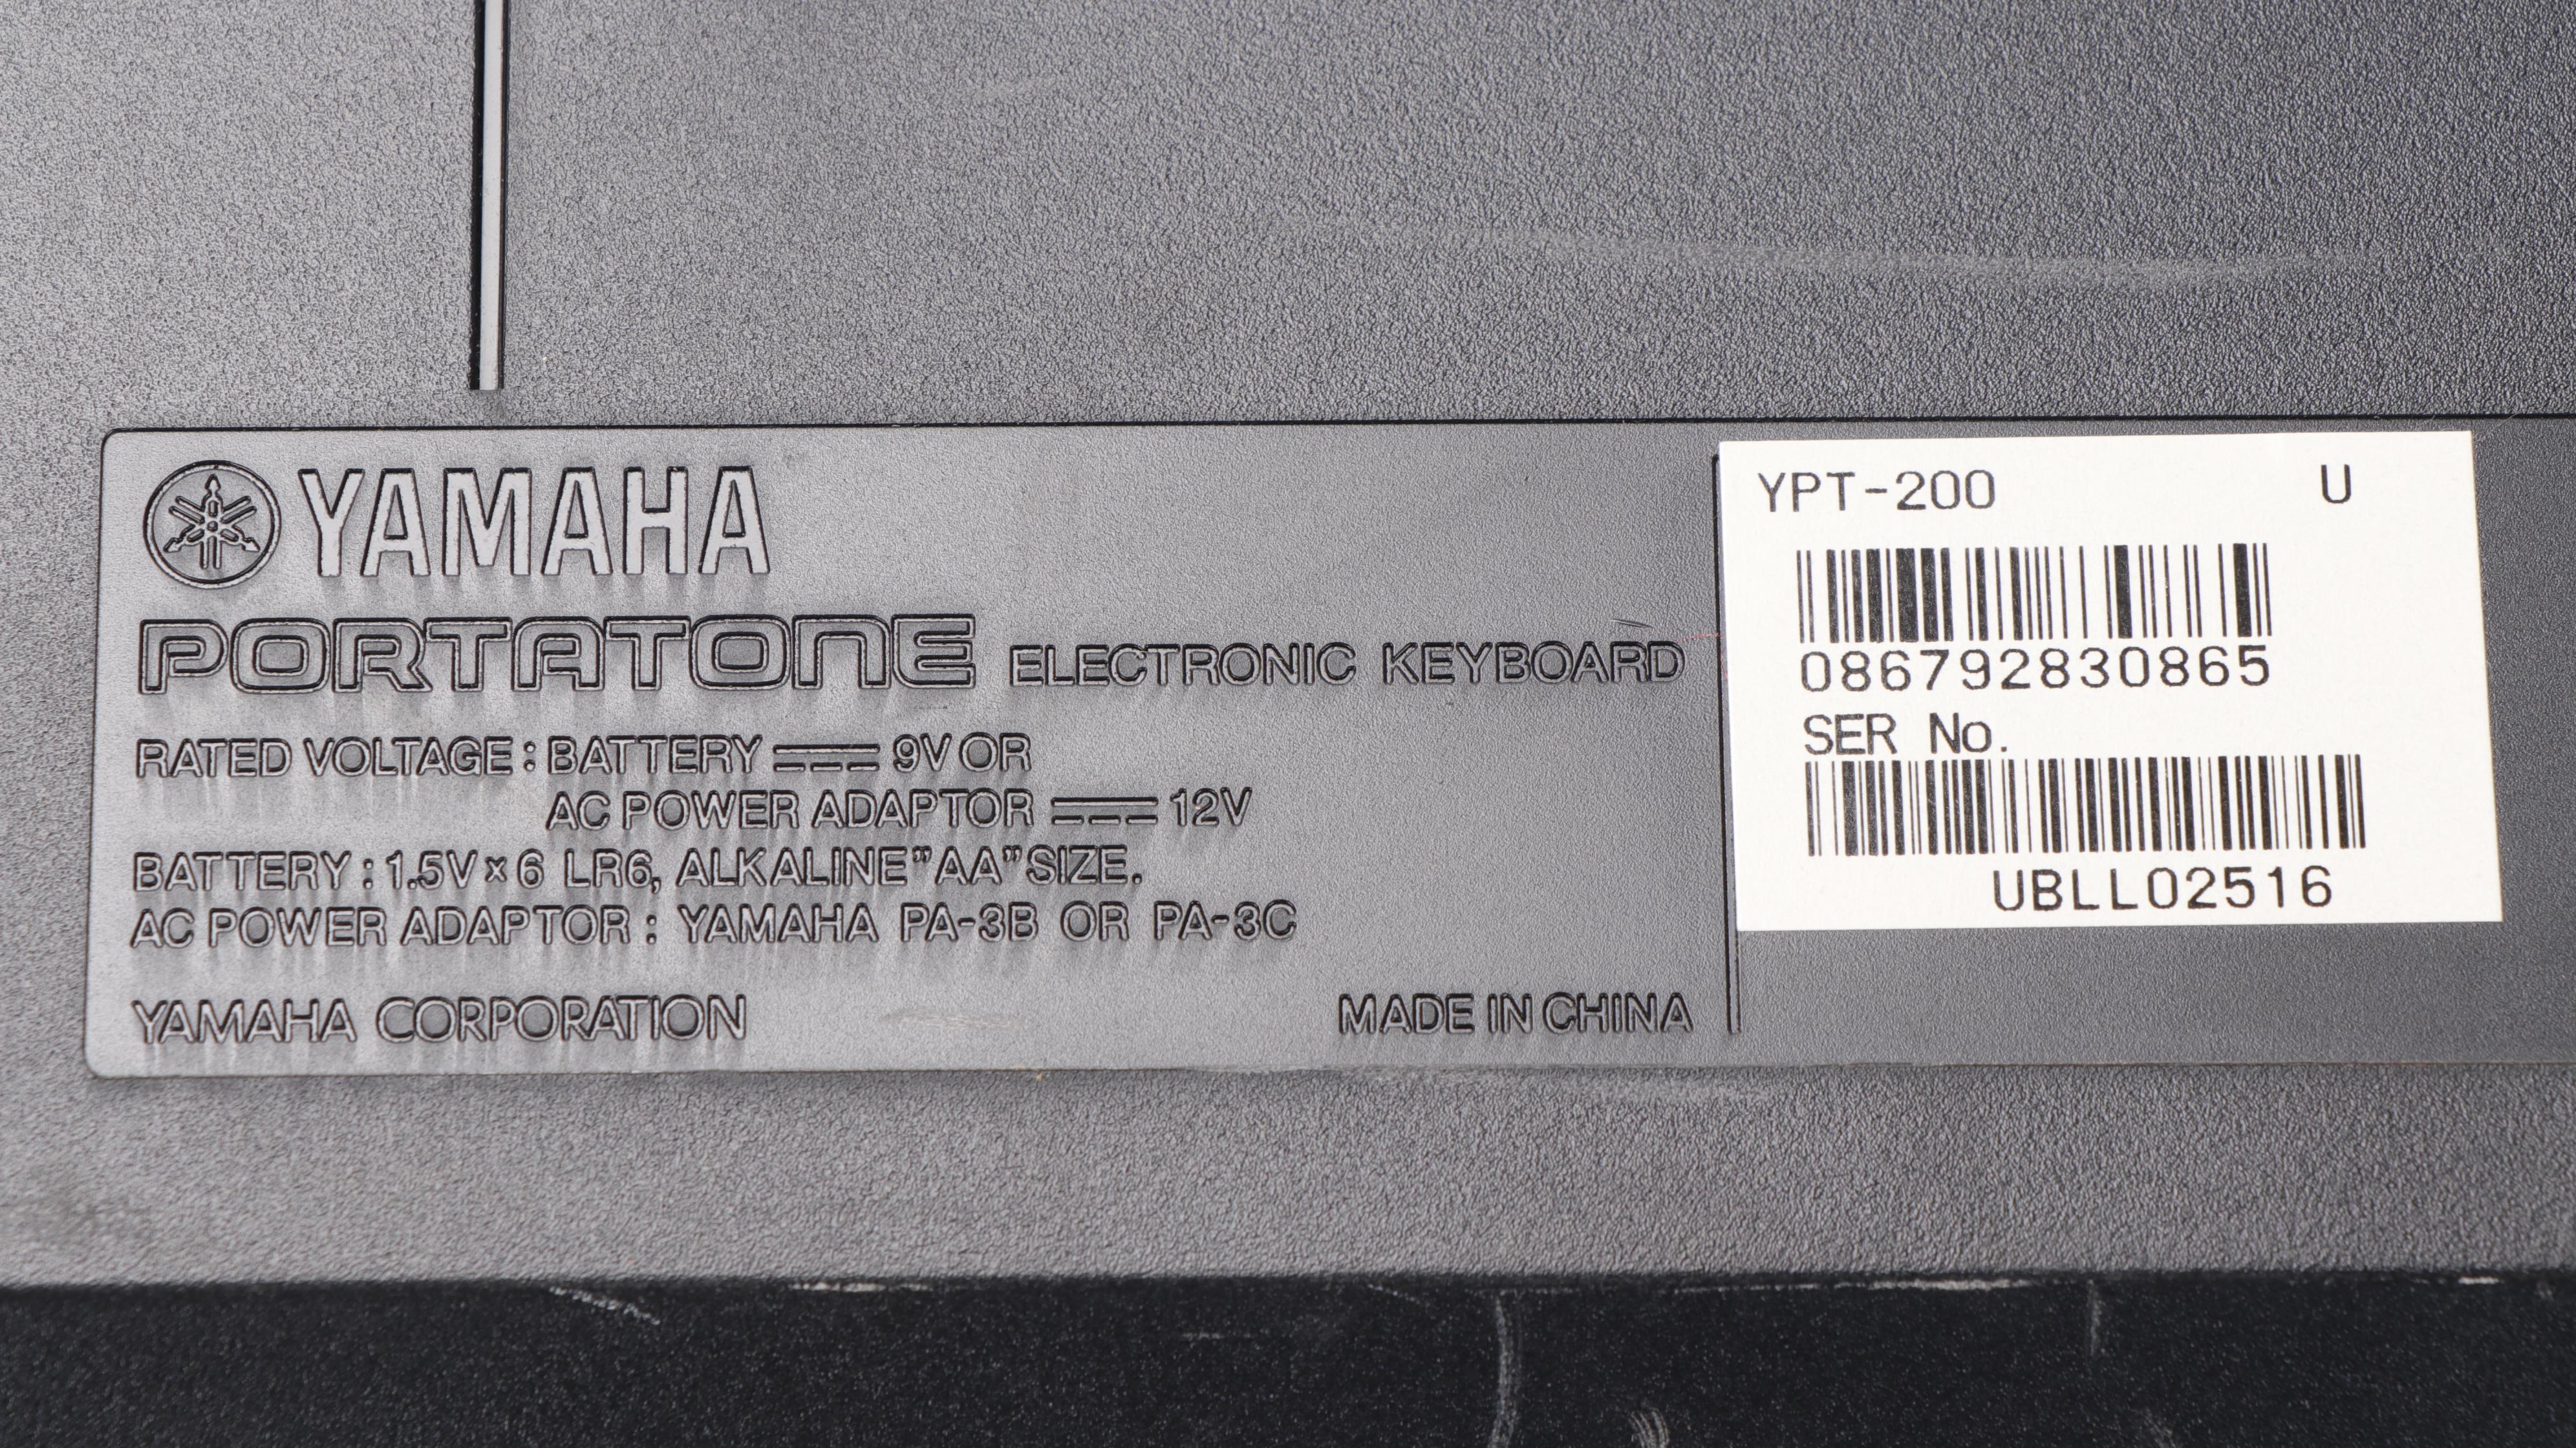 YAMAHA
PORTATONE ELECTRONIC KEYBOARD
RATED VOLTAGE : BATTERY ⎓ 9V OR
AC POWER ADAPTOR ⎓ 12V
BATTERY : 1.5V × 6 LR6, ALKALINE ”AA” SIZE.
AC POWER ADAPTOR : YAMAHA PA-3B OR PA-3C
YAMAHA CORPORATION MADE IN CHINA
YPT-200 U
086792830865
SER No.
UBLL02516